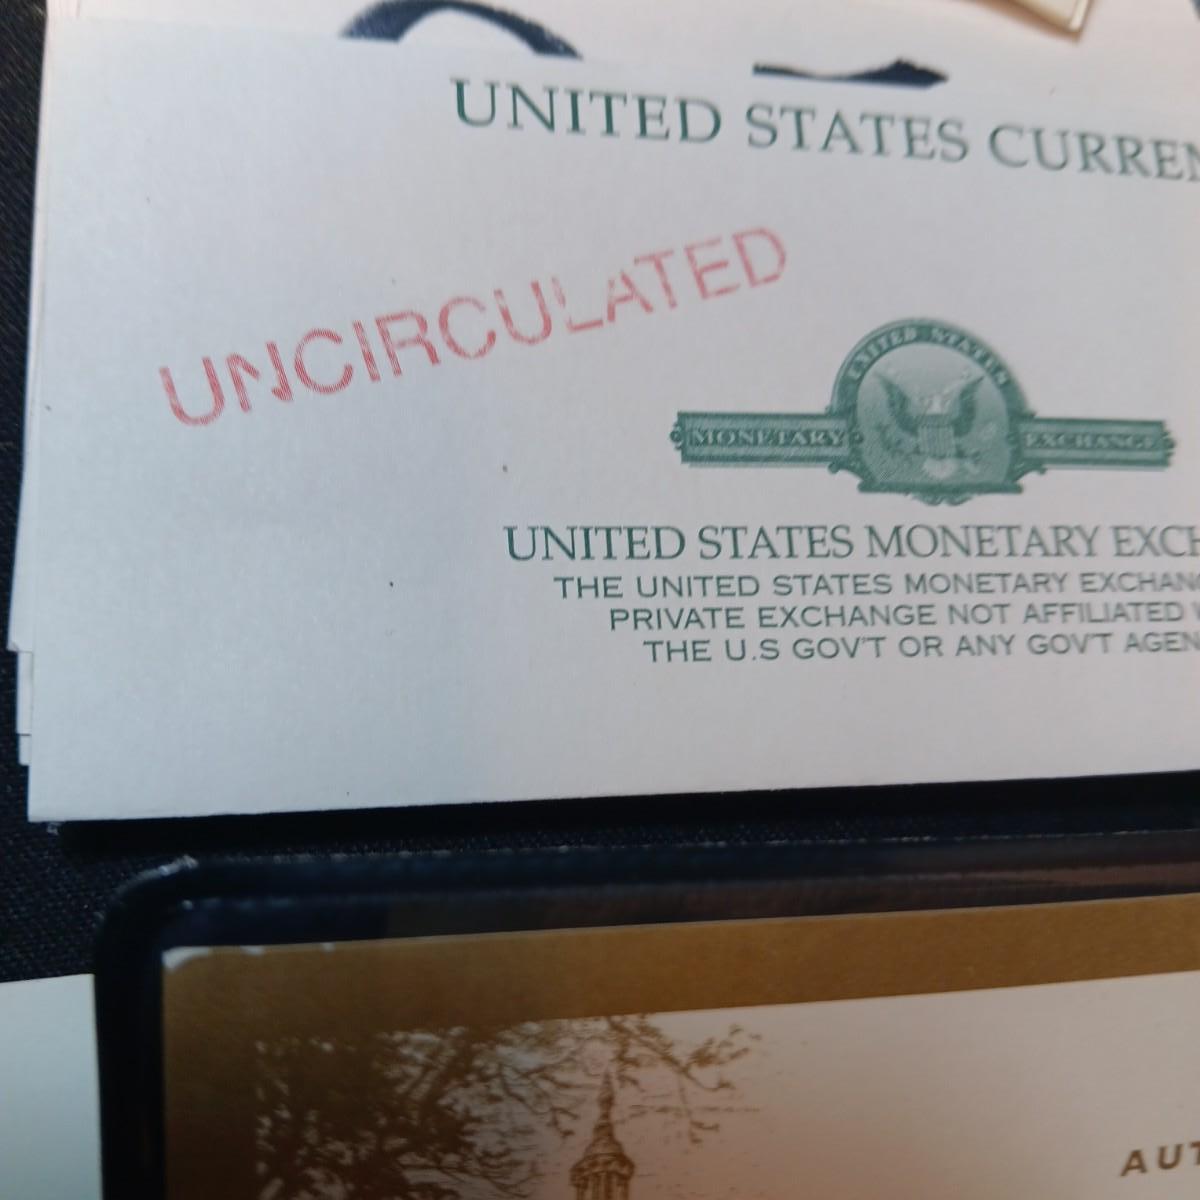 UNITED STATES CURREN
UNCIRCULATED
UNITED STATES
MONETARY EXCHANGE
UNITED STATES MONETARY EXCH
THE UNITED STATES MONETARY EXCHAN
PRIVATE EXCHANGE NOT AFFILIATED
THE U.S GOV'T OR ANY GOV'T AGEN
AUT